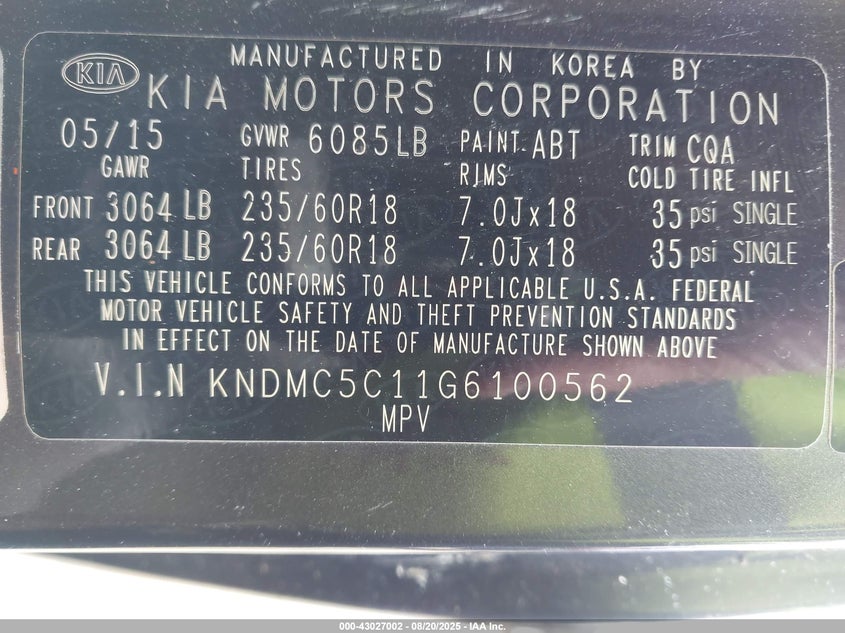 MANUFACTURED IN KOREA BY
KIA KIA MOTORS CORPORATION
05/15 GVWR 6085LB PAINT ABT TRIM CQA
GAWR TIRES RIMS COLD TIRE INFL
FRONT 3064 LB 235/60R18 7.0Jx18 35 psi SINGLE
REAR 3064 LB 235/60R18 7.0Jx18 35 psi SINGLE
THIS VEHICLE CONFORMS TO ALL APPLICABLE U.S.A. FEDERAL
MOTOR VEHICLE SAFETY AND THEFT PREVENTION STANDARDS
IN EFFECT ON THE DATE OF MANUFACTURE SHOWN ABOVE
V.I.N KNDMC5C11G6100562
MPV
000-43027002 - 08/20/2025 - IAA Inc.